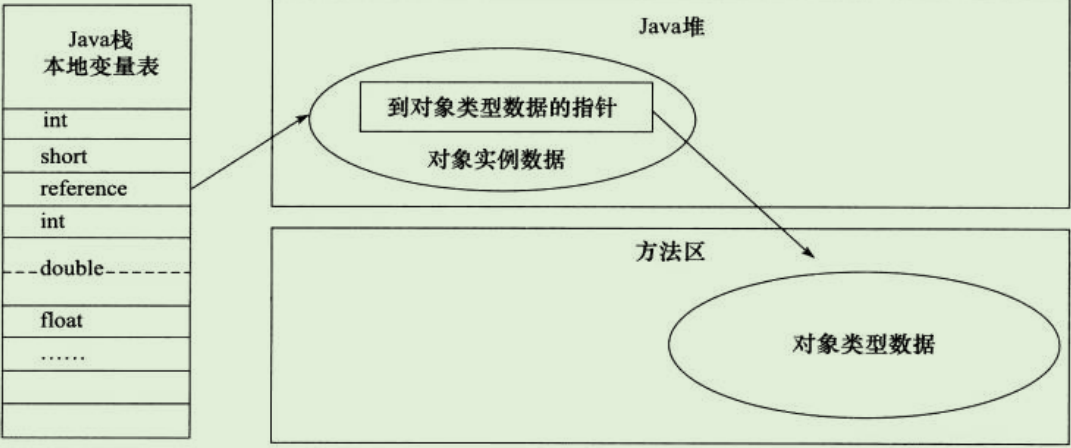 Java栈
本地变量表
int
short
reference
int
double
float
……
Java堆
到对象类型数据的指针
对象实例数据
方法区
对象类型数据